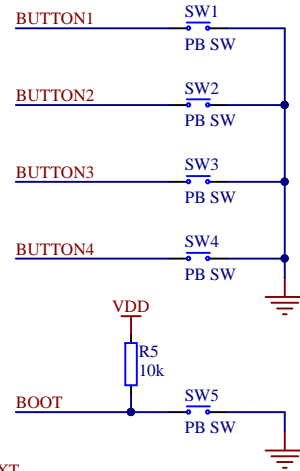 BUTTON1
SW1
PB SW
BUTTON2
SW2
PB SW
BUTTON3
SW3
PB SW
BUTTON4
SW4
PB SW
VDD
R5
10k
BOOT
SW5
PB SW